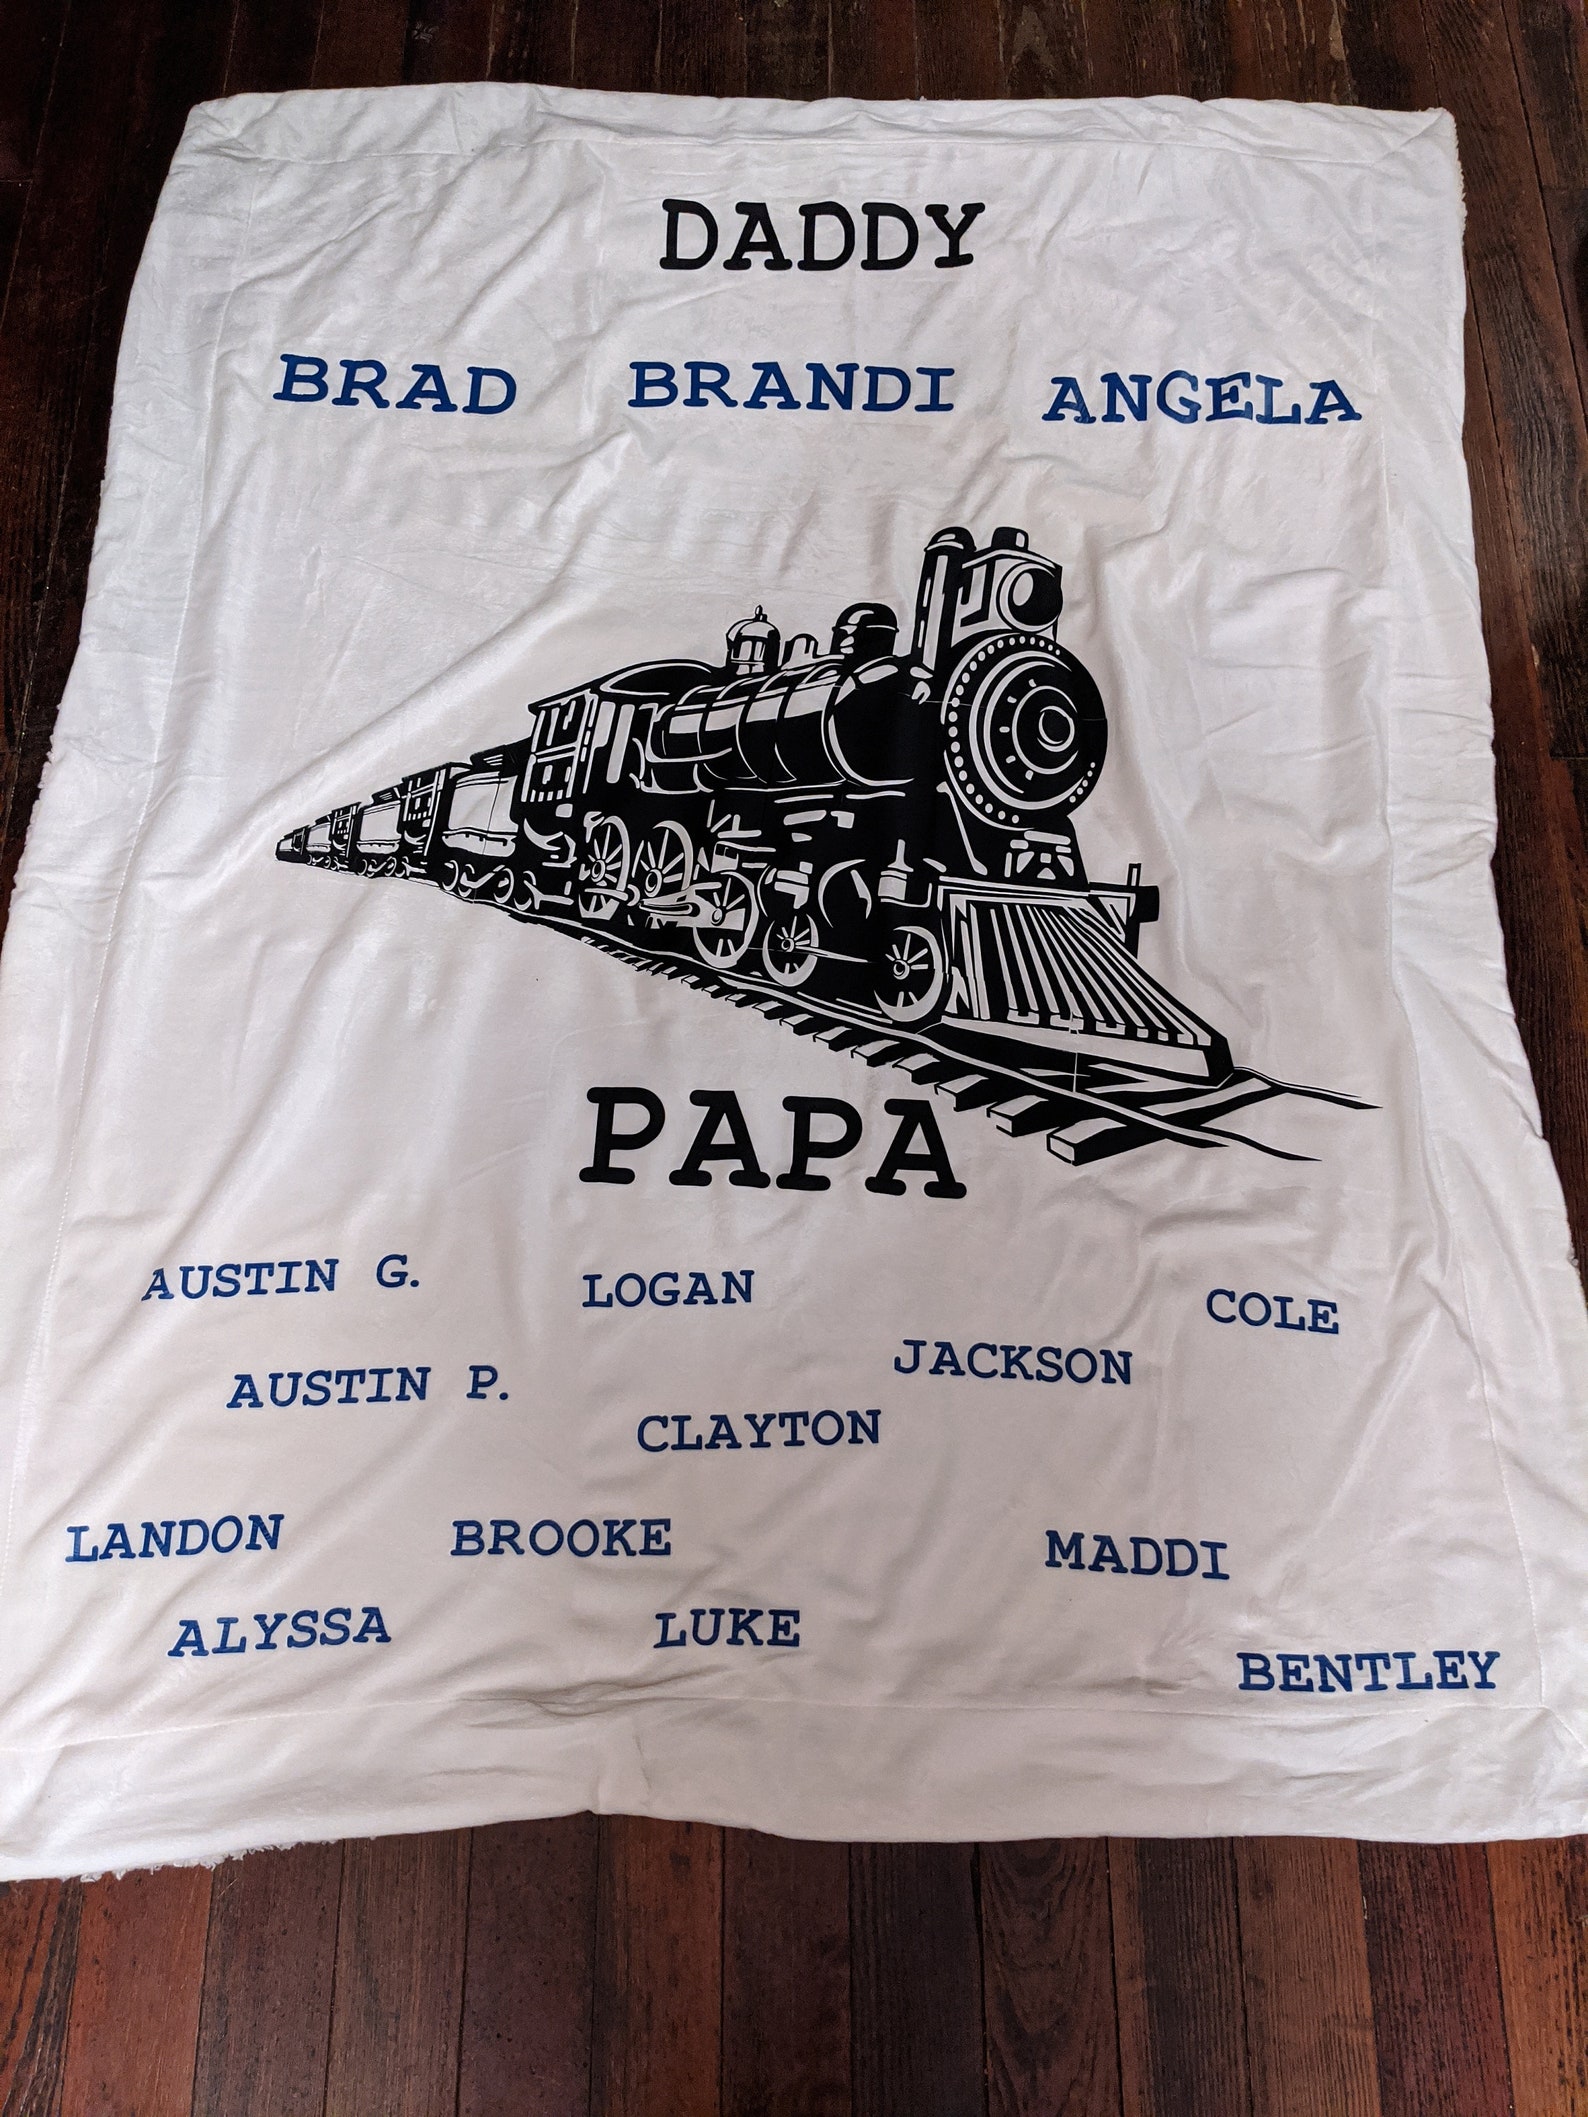 DADDY
BRAD BRANDI ANGELA
PAPA
AUSTIN G. LOGAN COLE
AUSTIN P. JACKSON
CLAYTON
LANDON BROOKE MADDI
ALYSSA LUKE
BENTLEY